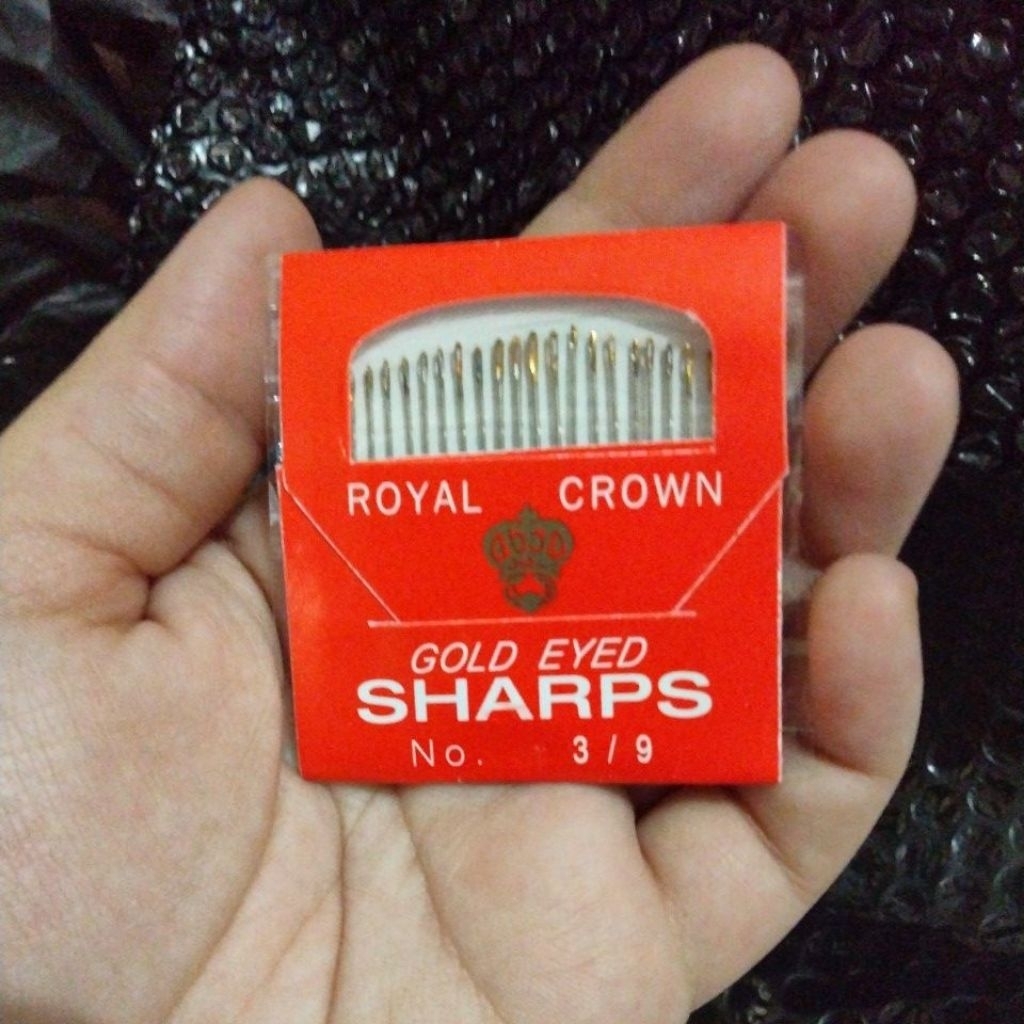 ROYAL CROWN
GOLD EYED
SHARPS
No. 3/9